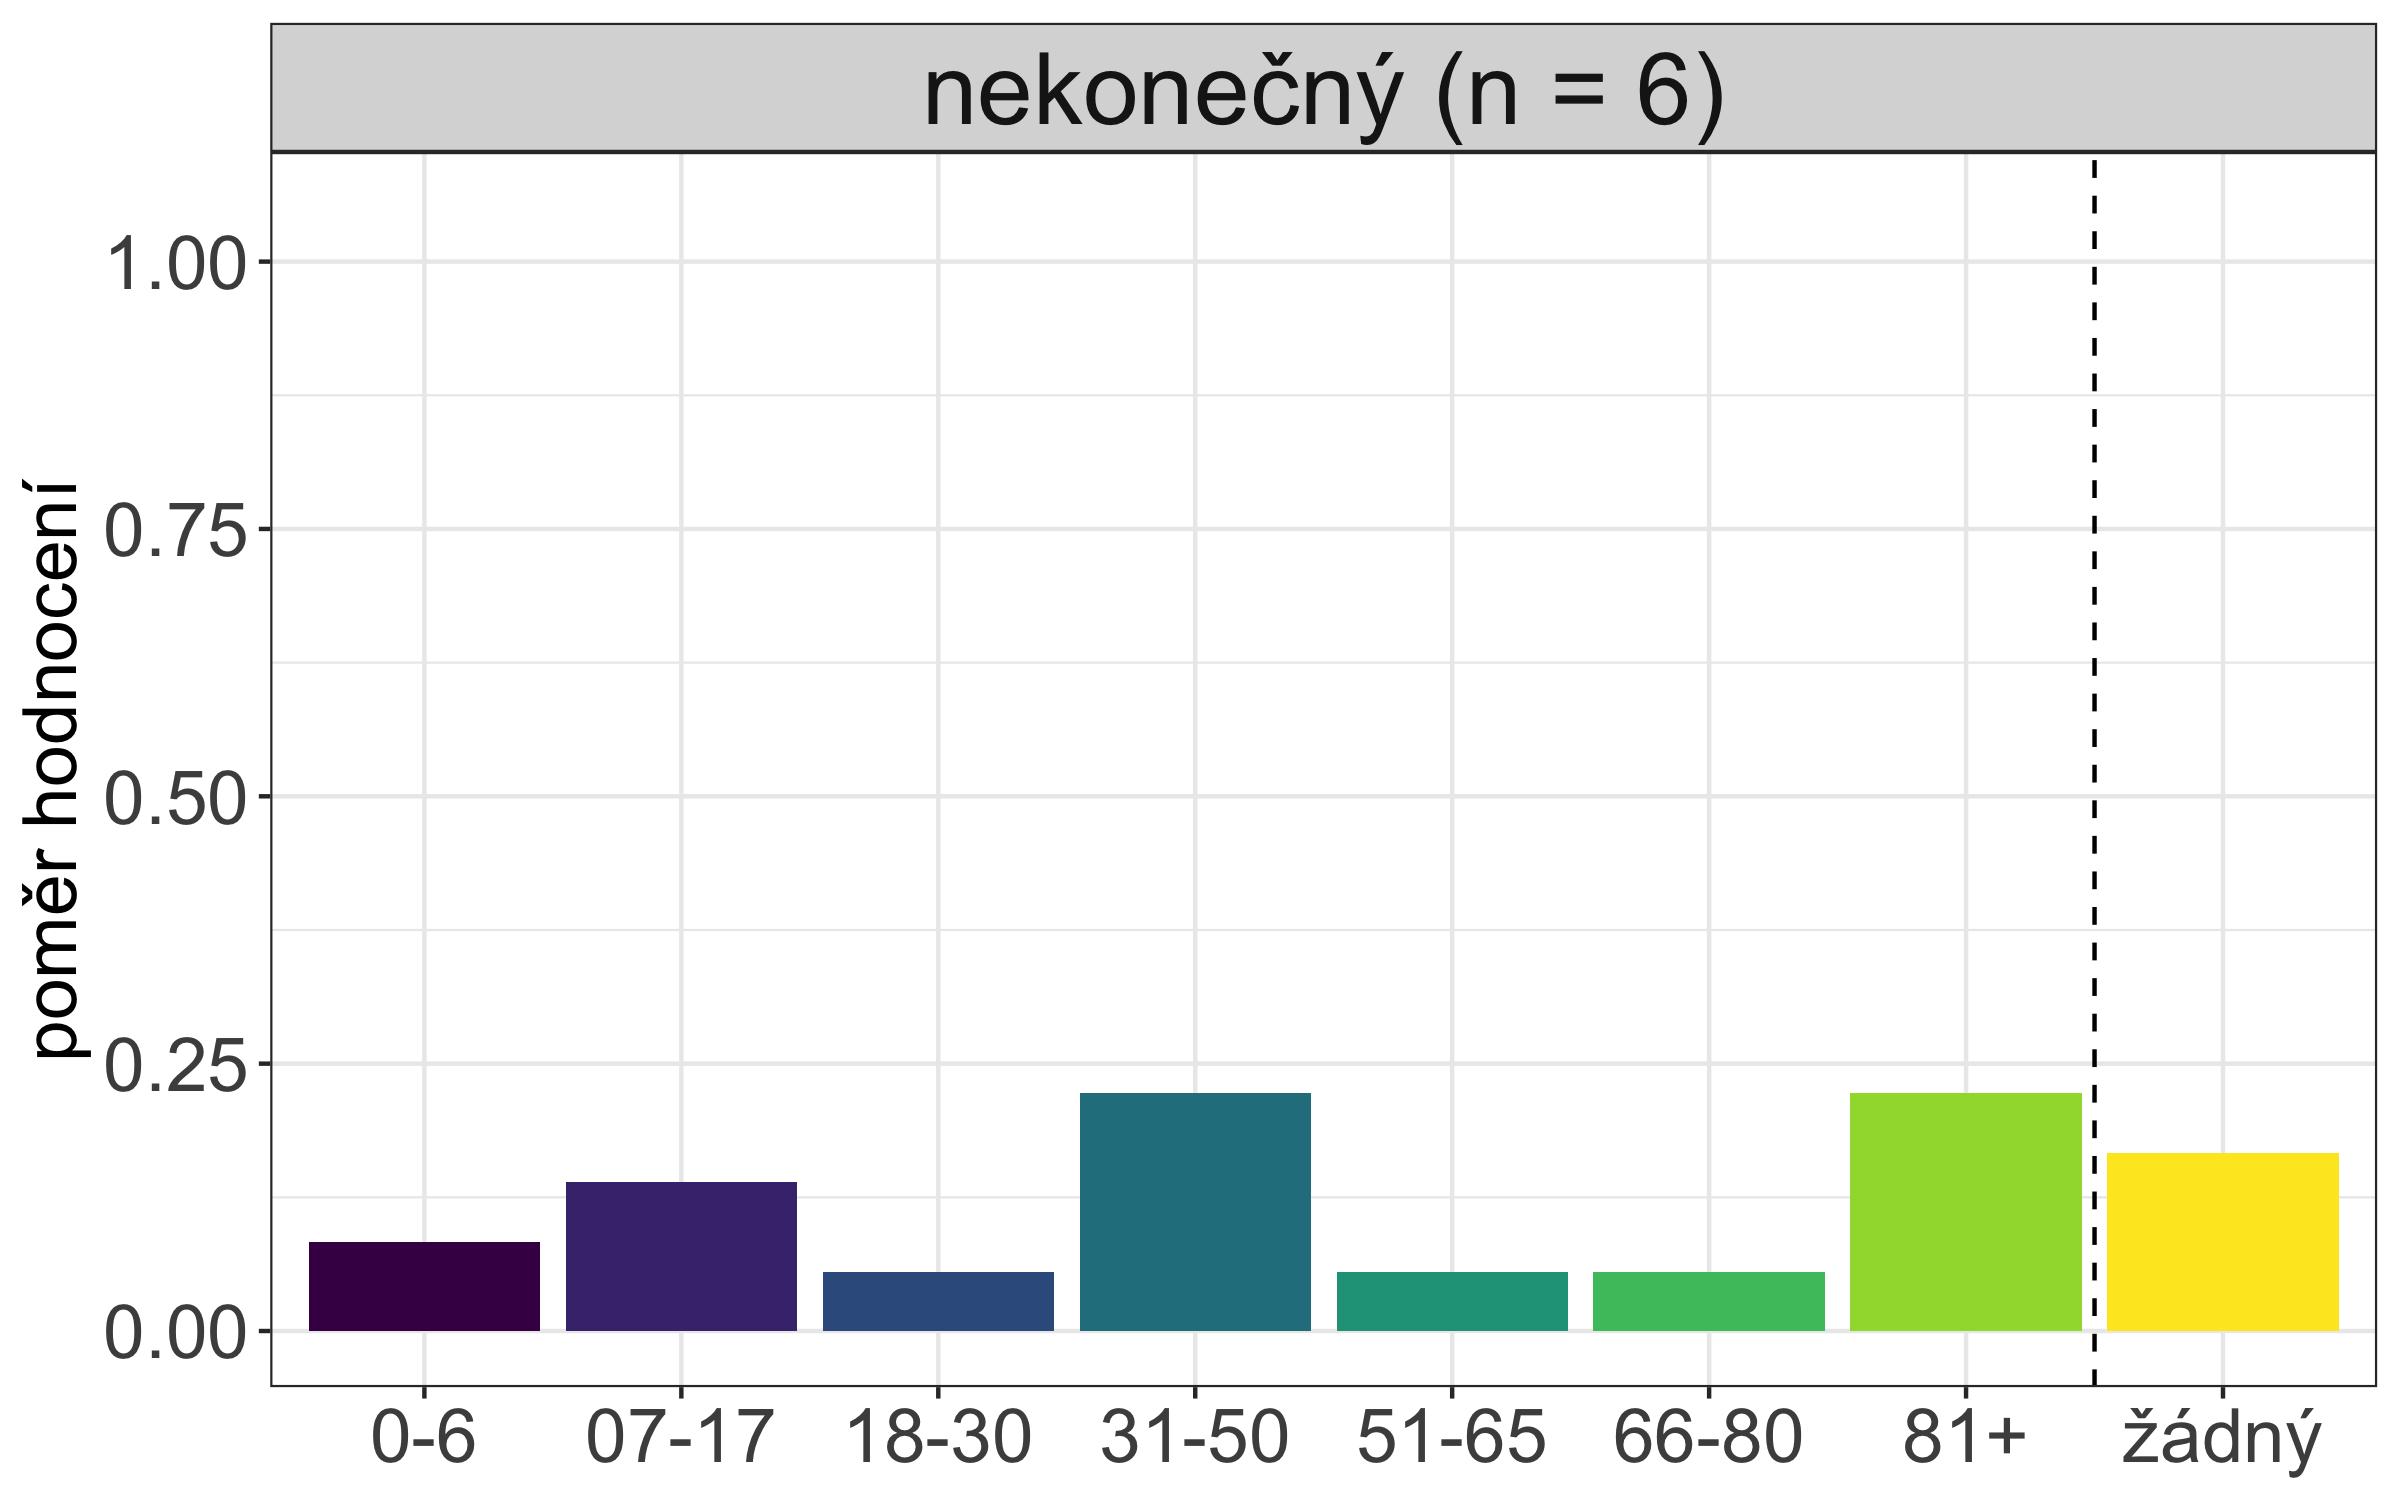 nekonečný (n = 6)
poměr hodnocení
1.00
0.75
0.50
0.25
0.00
0-6 07-17 18-30 31-50 51-65 66-80 81+ žádný